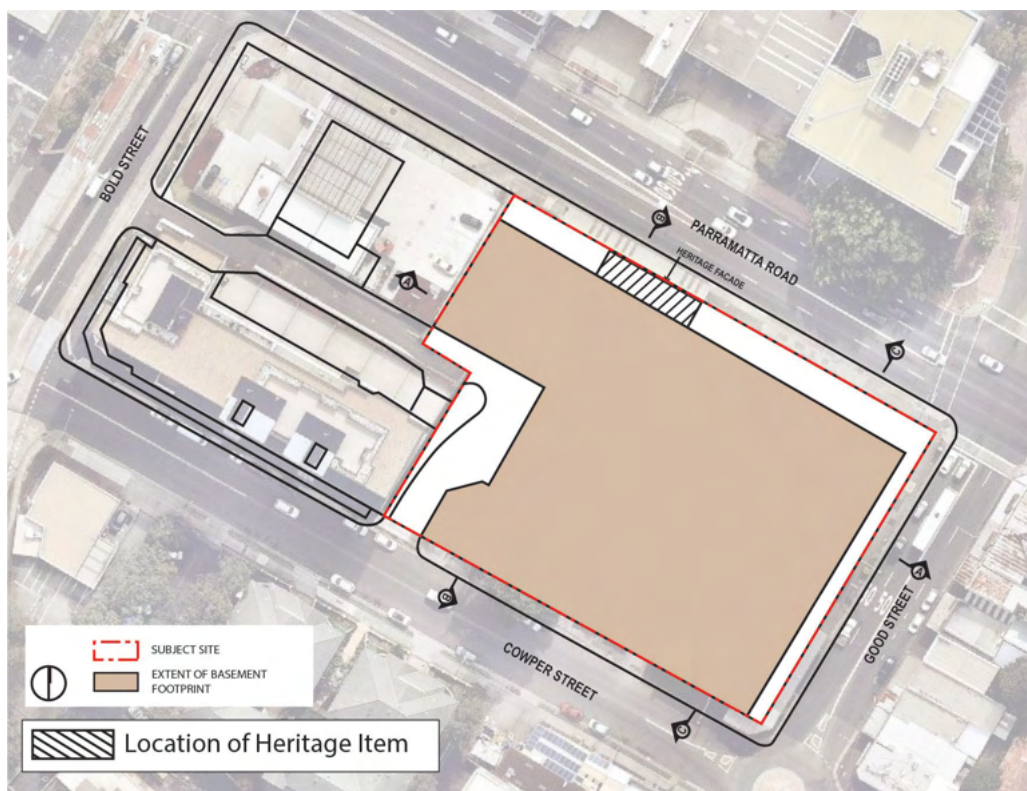 BOLD STREET
PARRAMATTA ROAD
HERITAGE FACADE
B
A
C
A
B
GOOD STREET
COWPER STREET
C
SUBJECT SITE
EXTENT OF BASEMENT
FOOTPRINT
Location of Heritage Item